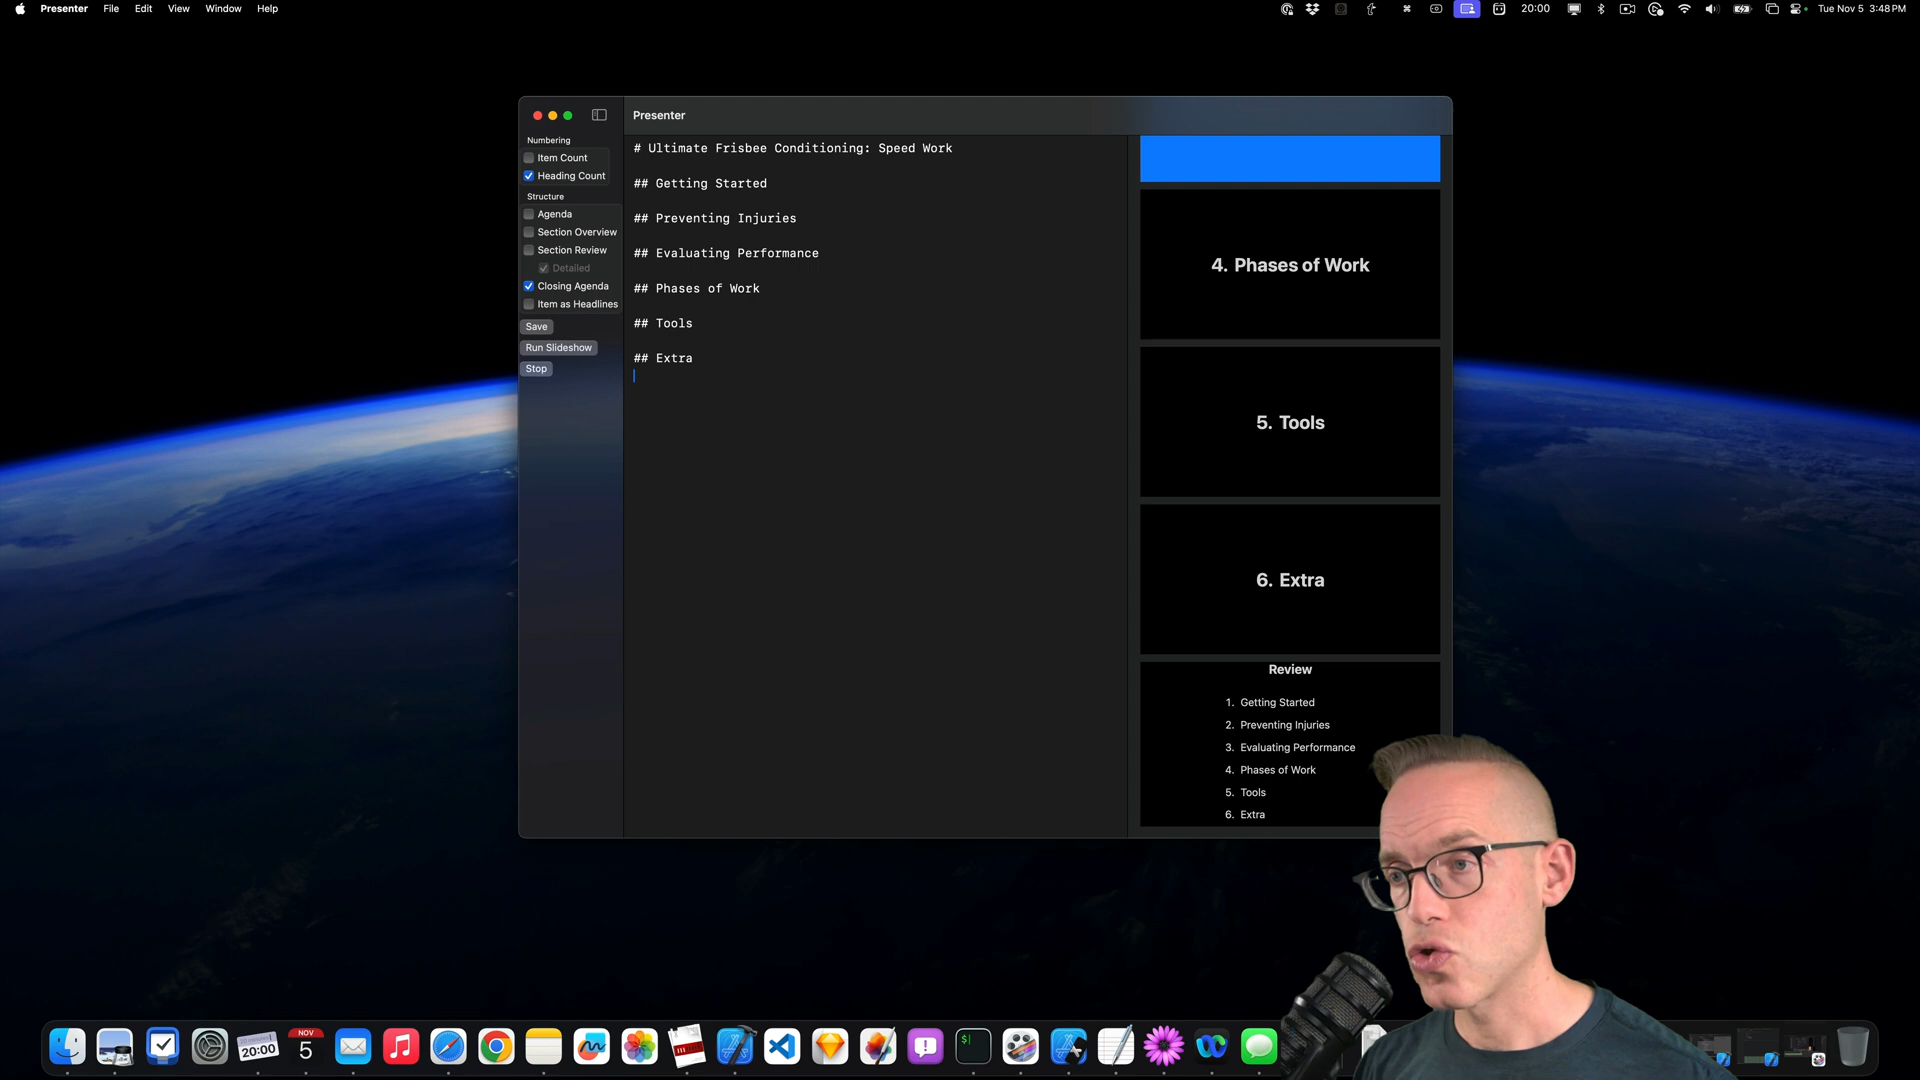 Presenter File Edit View Window Help
20:00 Tue Nov 5 3:48 PM
Presenter
Numbering
Item Count
Heading Count
Structure
Agenda
Section Overview
Section Review
Detailed
Closing Agenda
Item as Headlines
Save
Run Slideshow
Stop
# Ultimate Frisbee Conditioning: Speed Work
## Getting Started
## Preventing Injuries
## Evaluating Performance
## Phases of Work
## Tools
## Extra
4. Phases of Work
5. Tools
6. Extra
Review
1. Getting Started
2. Preventing Injuries
3. Evaluating Performance
4. Phases of Work
5. Tools
6. Extra
20:00
NOV
5
$